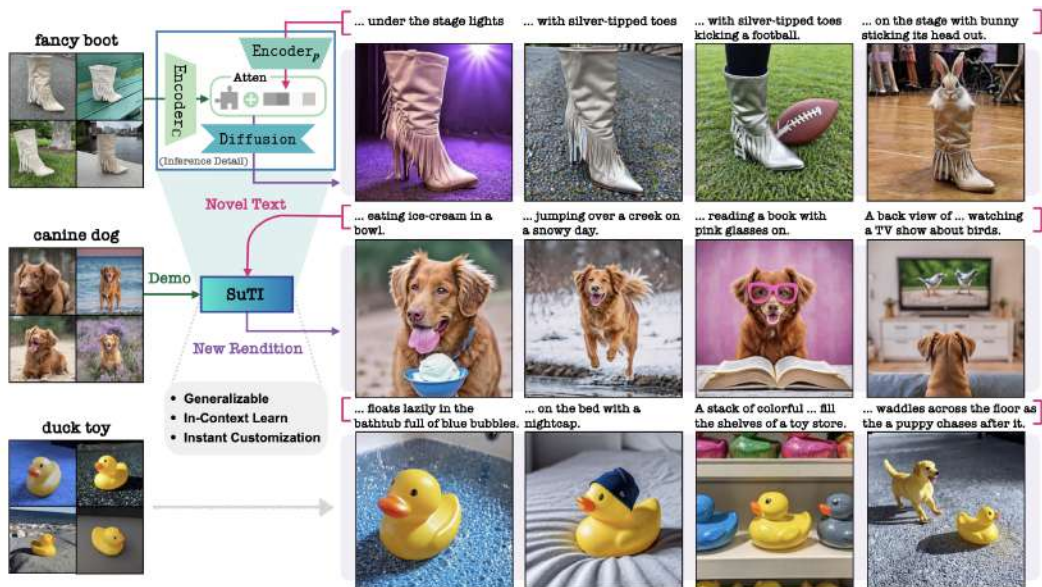 fancy boot
Encoder_P
Encoder_C
Atten
Diffusion
(Inference Detail)
... under the stage lights
... with silver-tipped toes
... with silver-tipped toes
kicking a football.
... on the stage with bunny
sticking its head out.
Novel Text
canine dog
Demo
SuTI
New Rendition
... eating ice-cream in a
bowl.
... jumping over a creek on
a snowy day.
... reading a book with
pink glasses on.
A back view of ... watching
a TV show about birds.
• Generalizable
• In-Context Learn
• Instant Customization
duck toy
... floats lazily in the
bathtub full of blue bubbles.
... on the bed with a
nightcap.
A stack of colorful ... fill
the shelves of a toy store.
... waddles across the floor as
the a puppy chases after it.